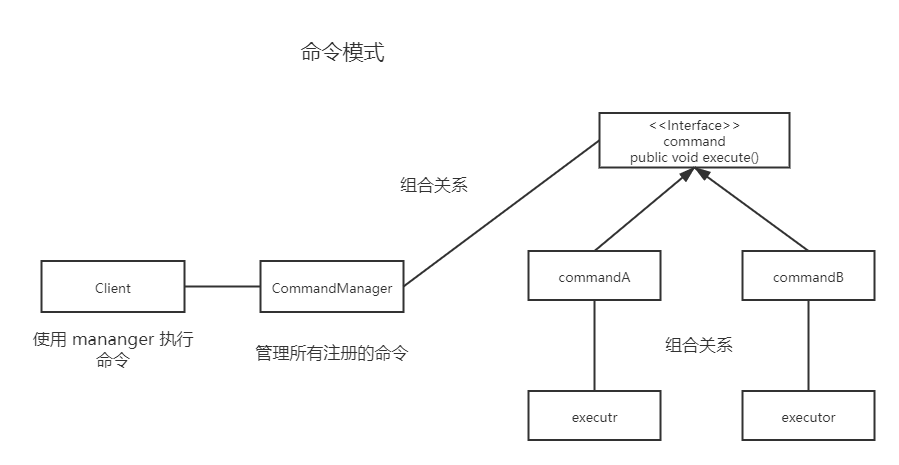 命令模式
<<Interface>>
command
public void execute()
组合关系
Client
CommandManager
commandA
commandB
使用 mananger 执行
命令
管理所有注册的命令
组合关系
executr
executor